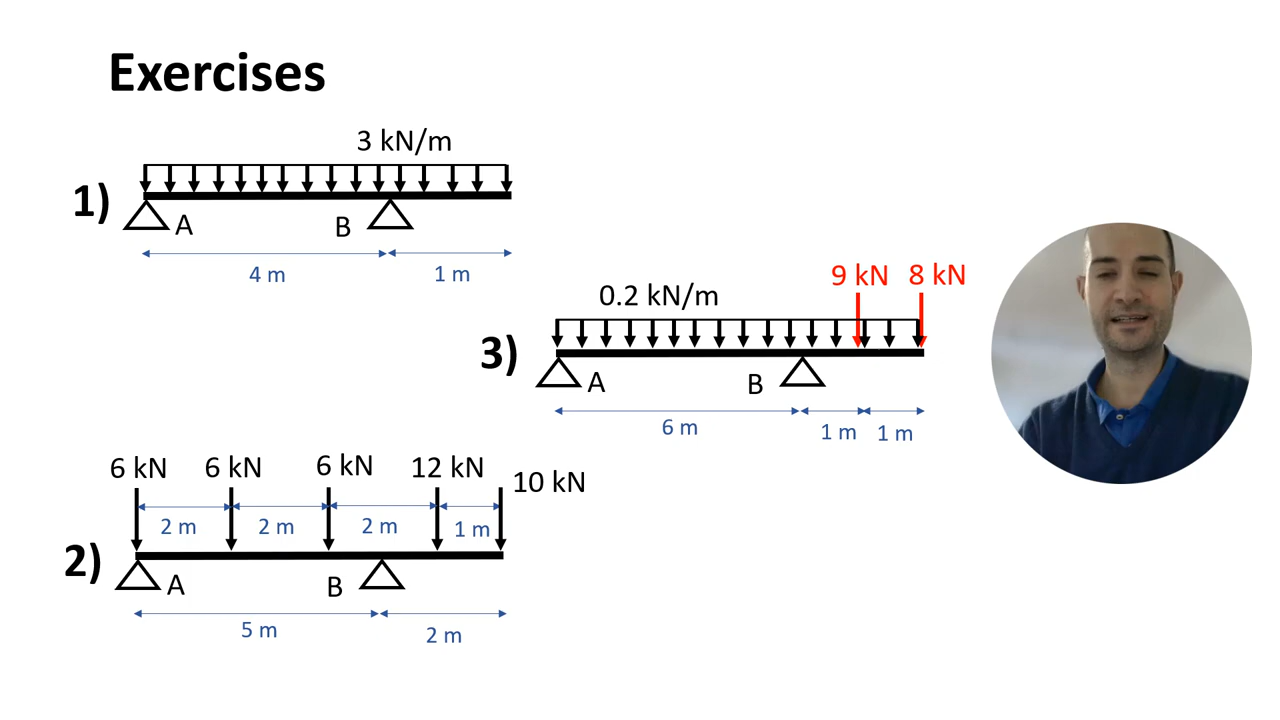 Exercises
3 kN/m
1)
A
B
4 m
1 m
0.2 kN/m
9 kN
8 kN
3)
A
B
6 m
1 m
1 m
6 kN
6 kN
6 kN
12 kN
10 kN
2 m
2 m
2 m
1 m
2)
A
B
5 m
2 m